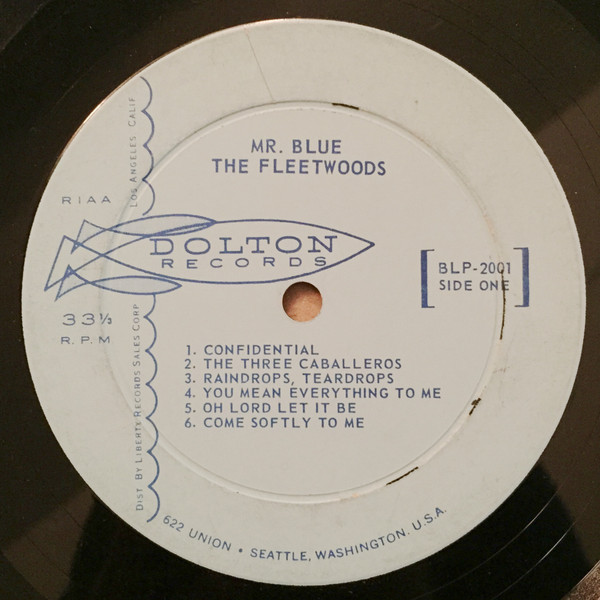 MR. BLUE
THE FLEETWOODS
RIAA
DOLTON
RECORDS
BLP-2001
SIDE ONE
33⅓
R.P.M
1. CONFIDENTIAL
2. THE THREE CABALLEROS
3. RAINDROPS, TEARDROPS
4. YOU MEAN EVERYTHING TO ME
5. OH LORD LET IT BE
6. COME SOFTLY TO ME
DIST. BY LIBERTY RECORDS SALES CORP
LOS ANGELES CALIF
622 UNION • SEATTLE, WASHINGTON. U.S.A.